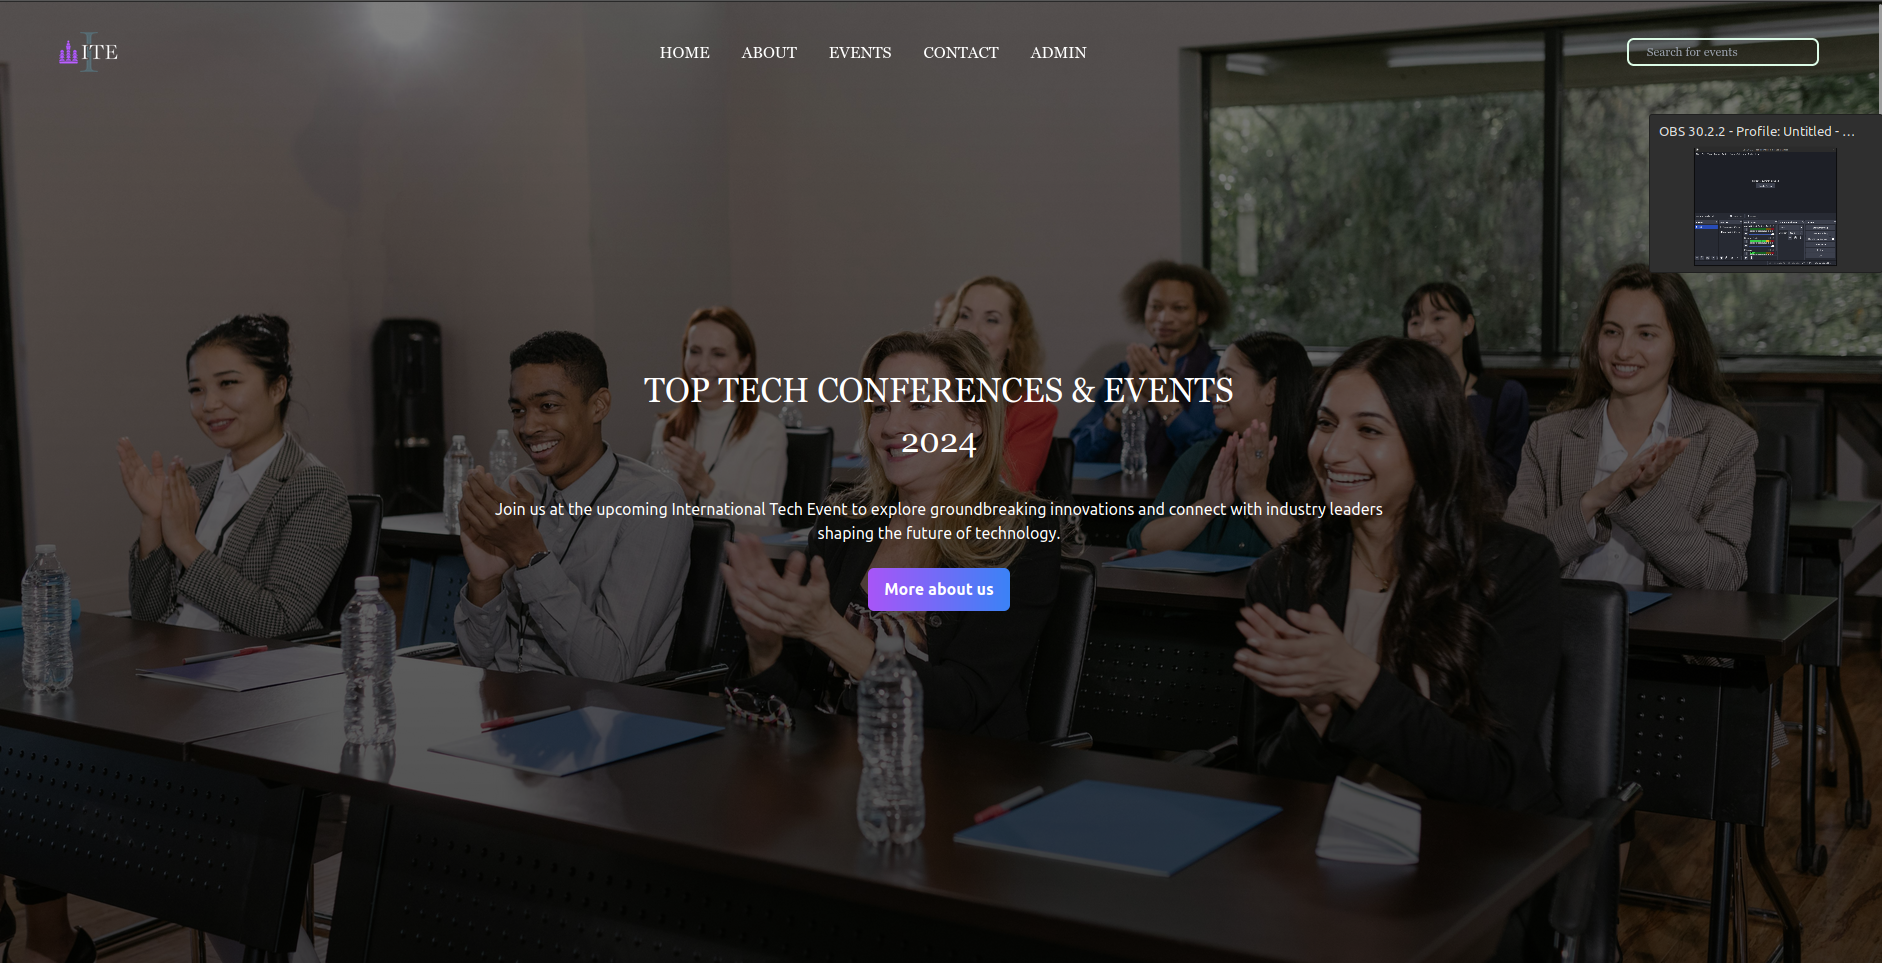 I
ITE
HOME ABOUT EVENTS CONTACT ADMIN
Search for events
OBS 30.2.2 - Profile: Untitled - ...
TOP TECH CONFERENCES & EVENTS
2024
Join us at the upcoming International Tech Event to explore groundbreaking innovations and connect with industry leaders
shaping the future of technology.
More about us